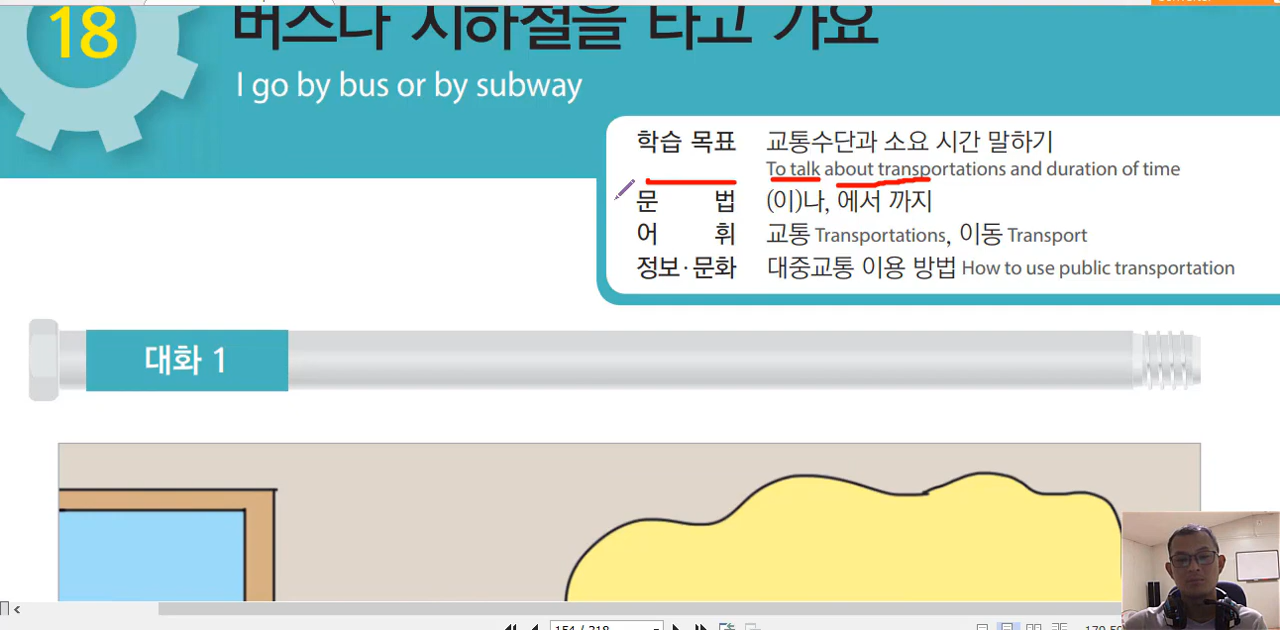 18
버스나 지하철을 타고 가요
I go by bus or by subway
학습 목표 교통수단과 소요 시간 말하기
To talk about transportations and duration of time
문 법 (이)나, 에서 까지
어 휘 교통 Transportations, 이동 Transport
정보·문화 대중교통 이용 방법 How to use public transportation
대화 1